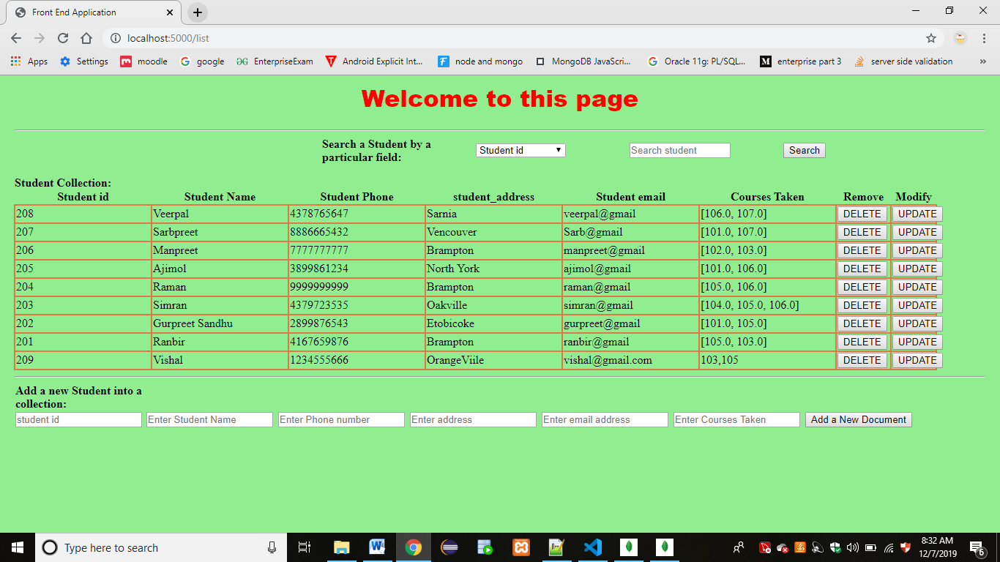 Front End Application
localhost:5000/list
Apps Settings moodle google EnterpriseExam Android Explicit Int... node and mongo MongoDB JavaScri... Oracle 11g: PL/SQL... enterprise part 3 server side validation »
Welcome to this page
Search a Student by a
particular field:
Student id Search student Search
Student Collection:
Student id Student Name Student Phone student_address Student email Courses Taken Remove Modify
208 Veerpal 4378765647 Sarnia veerpal@gmail [106.0, 107.0] DELETE UPDATE
207 Sarbpreet 8886665432 Vencouver Sarb@gmail [101.0, 107.0] DELETE UPDATE
206 Manpreet 7777777777 Brampton manpreet@gmail [102.0, 103.0] DELETE UPDATE
205 Ajimol 3899861234 North York ajimol@gmail [101.0, 106.0] DELETE UPDATE
204 Raman 9999999999 Brampton raman@gmail [105.0, 106.0] DELETE UPDATE
203 Simran 4379723535 Oakville simran@gmail [104.0, 105.0, 106.0] DELETE UPDATE
202 Gurpreet Sandhu 2899876543 Etobicoke gurpreet@gmail [101.0, 105.0] DELETE UPDATE
201 Ranbir 4167659876 Brampton ranbir@gmail [105.0, 103.0] DELETE UPDATE
209 Vishal 1234555666 OrangeViile vishal@gmail.com 103,105 DELETE UPDATE
Add a new Student into a
collection:
student id Enter Student Name Enter Phone number Enter address Enter email address Enter Courses Taken Add a New Document
Type here to search
8:32 AM
12/7/2019
6